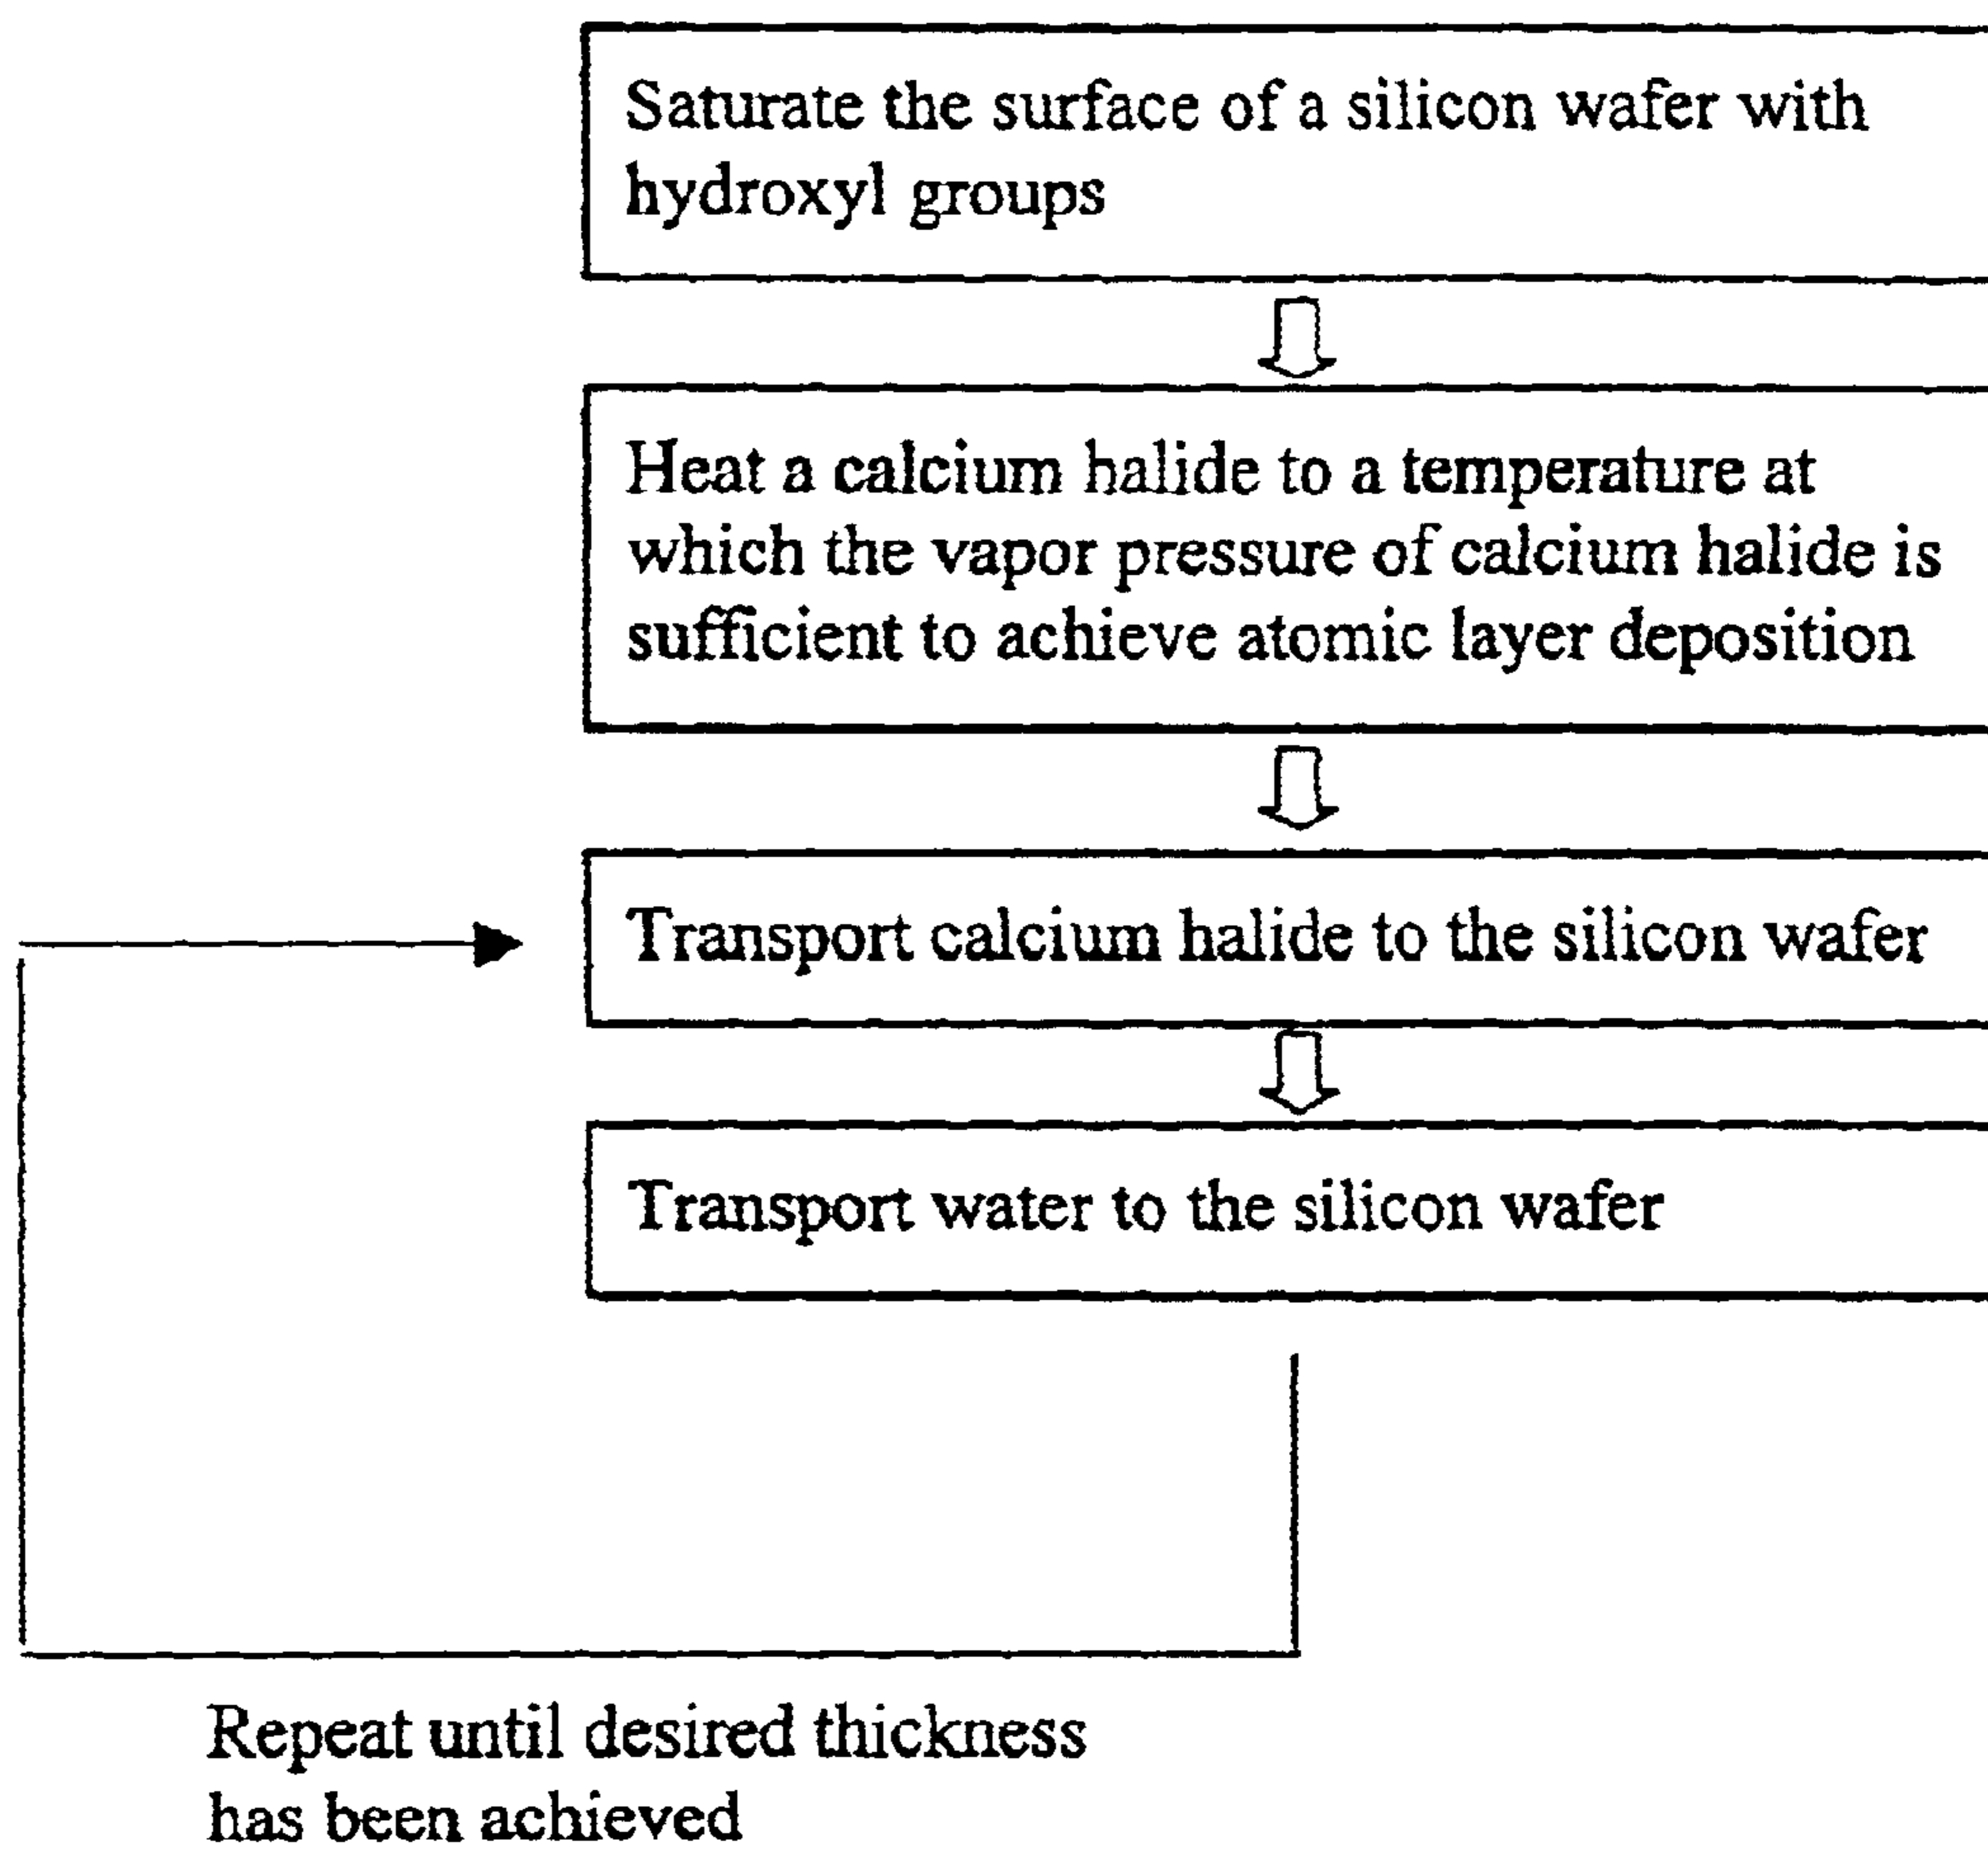 Saturate the surface of a silicon wafer with
hydroxyl groups
Heat a calcium halide to a temperature at
which the vapor pressure of calcium halide is
sufficient to achieve atomic layer deposition
Transport calcium halide to the silicon wafer
Transport water to the silicon wafer
Repeat until desired thickness
has been achieved